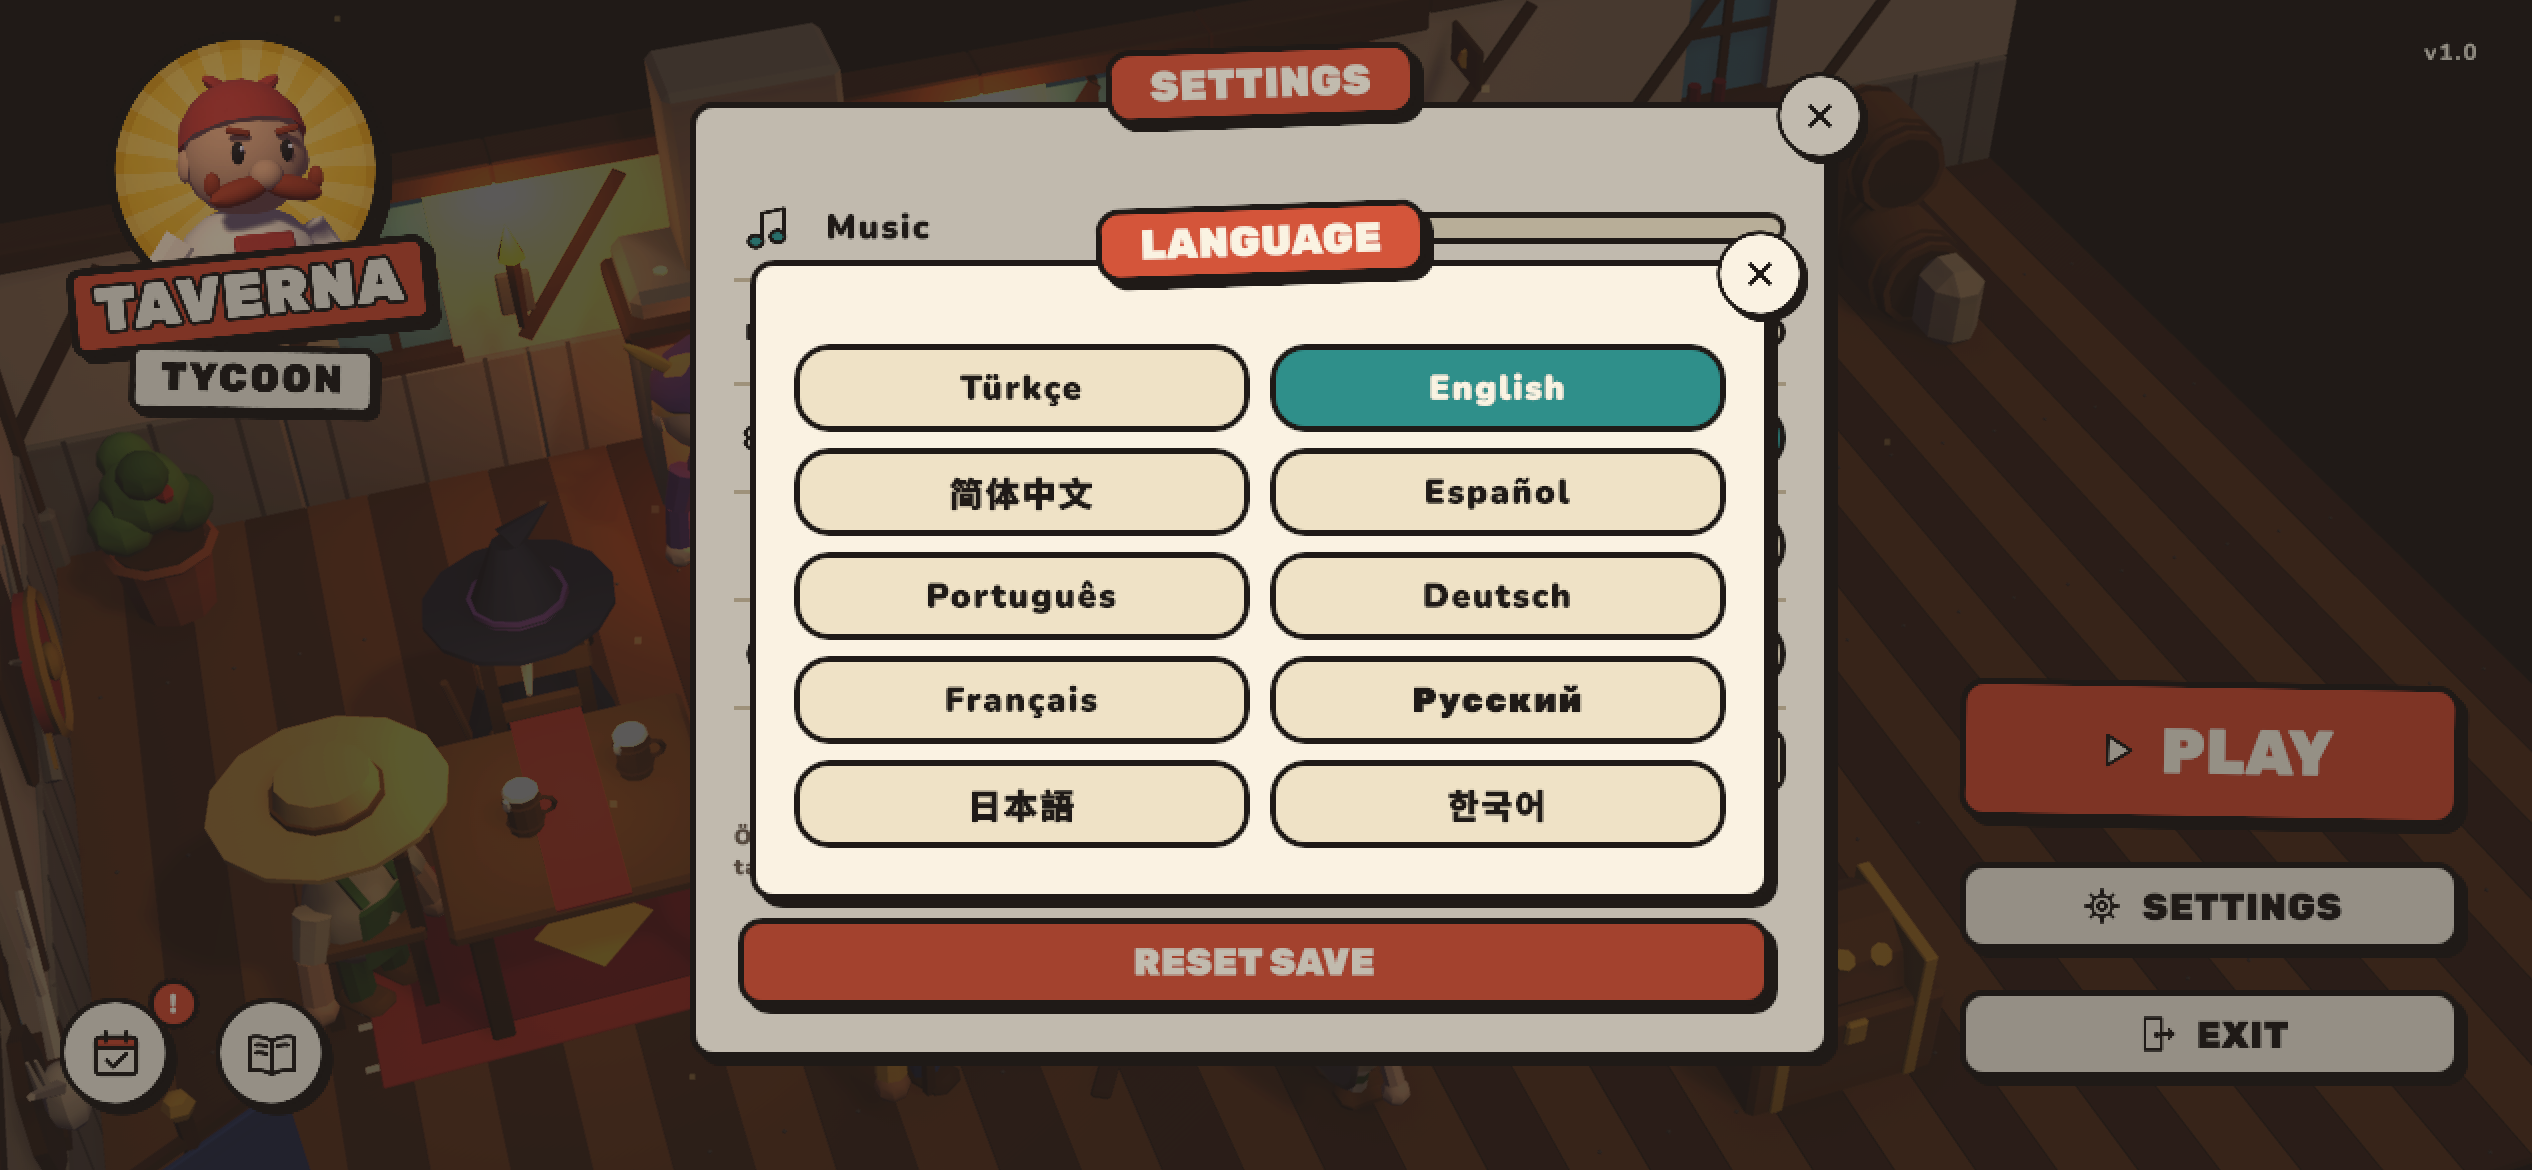 v1.0
SETTINGS
TAVERNA
TYCOON
Music
LANGUAGE
Türkçe
English
简体中文
Español
Português
Deutsch
Français
Русский
日本語
한국어
RESET SAVE
PLAY
SETTINGS
EXIT
!